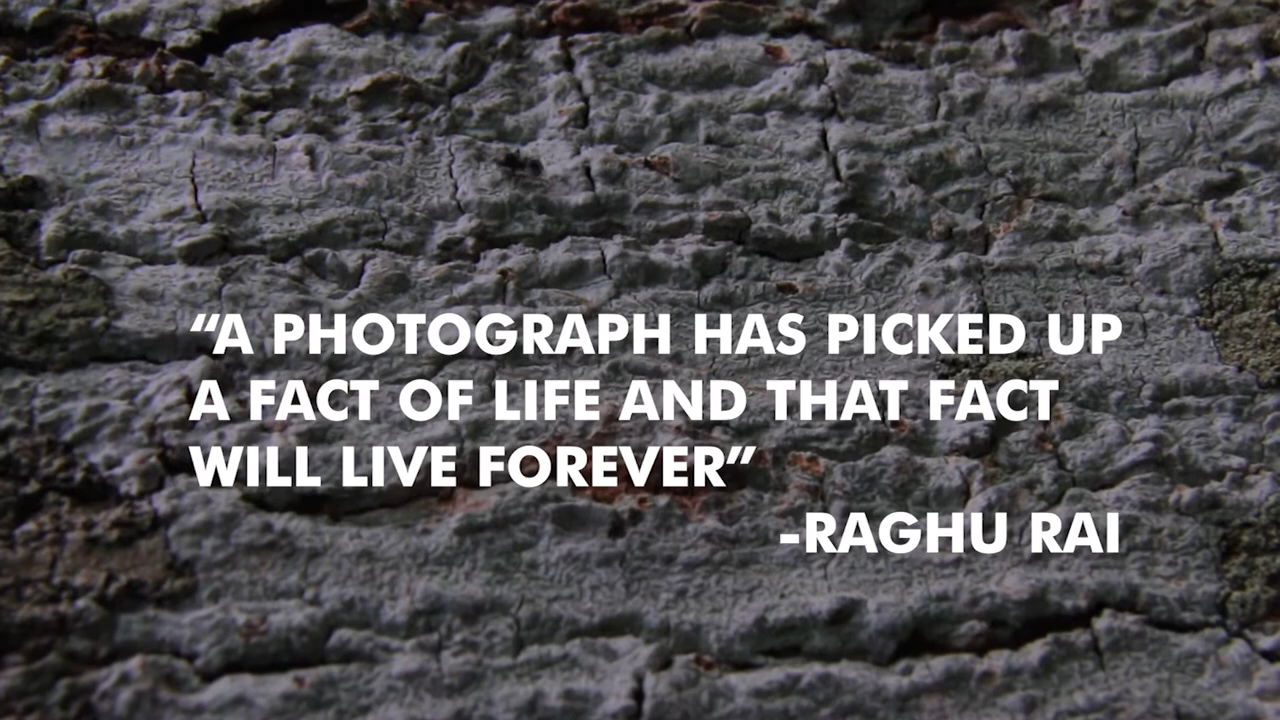 “A PHOTOGRAPH HAS PICKED UP
A FACT OF LIFE AND THAT FACT
WILL LIVE FOREVER”
-RAGHU RAI